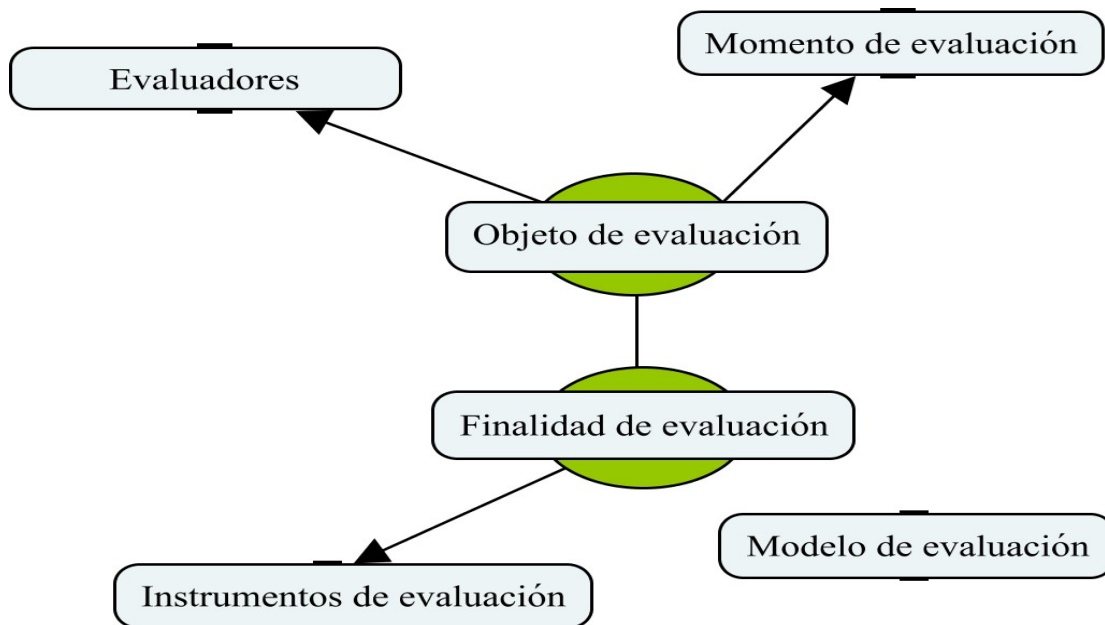 Momento de evaluación
Evaluadores
Objeto de evaluación
Finalidad de evaluación
Modelo de evaluación
Instrumentos de evaluación